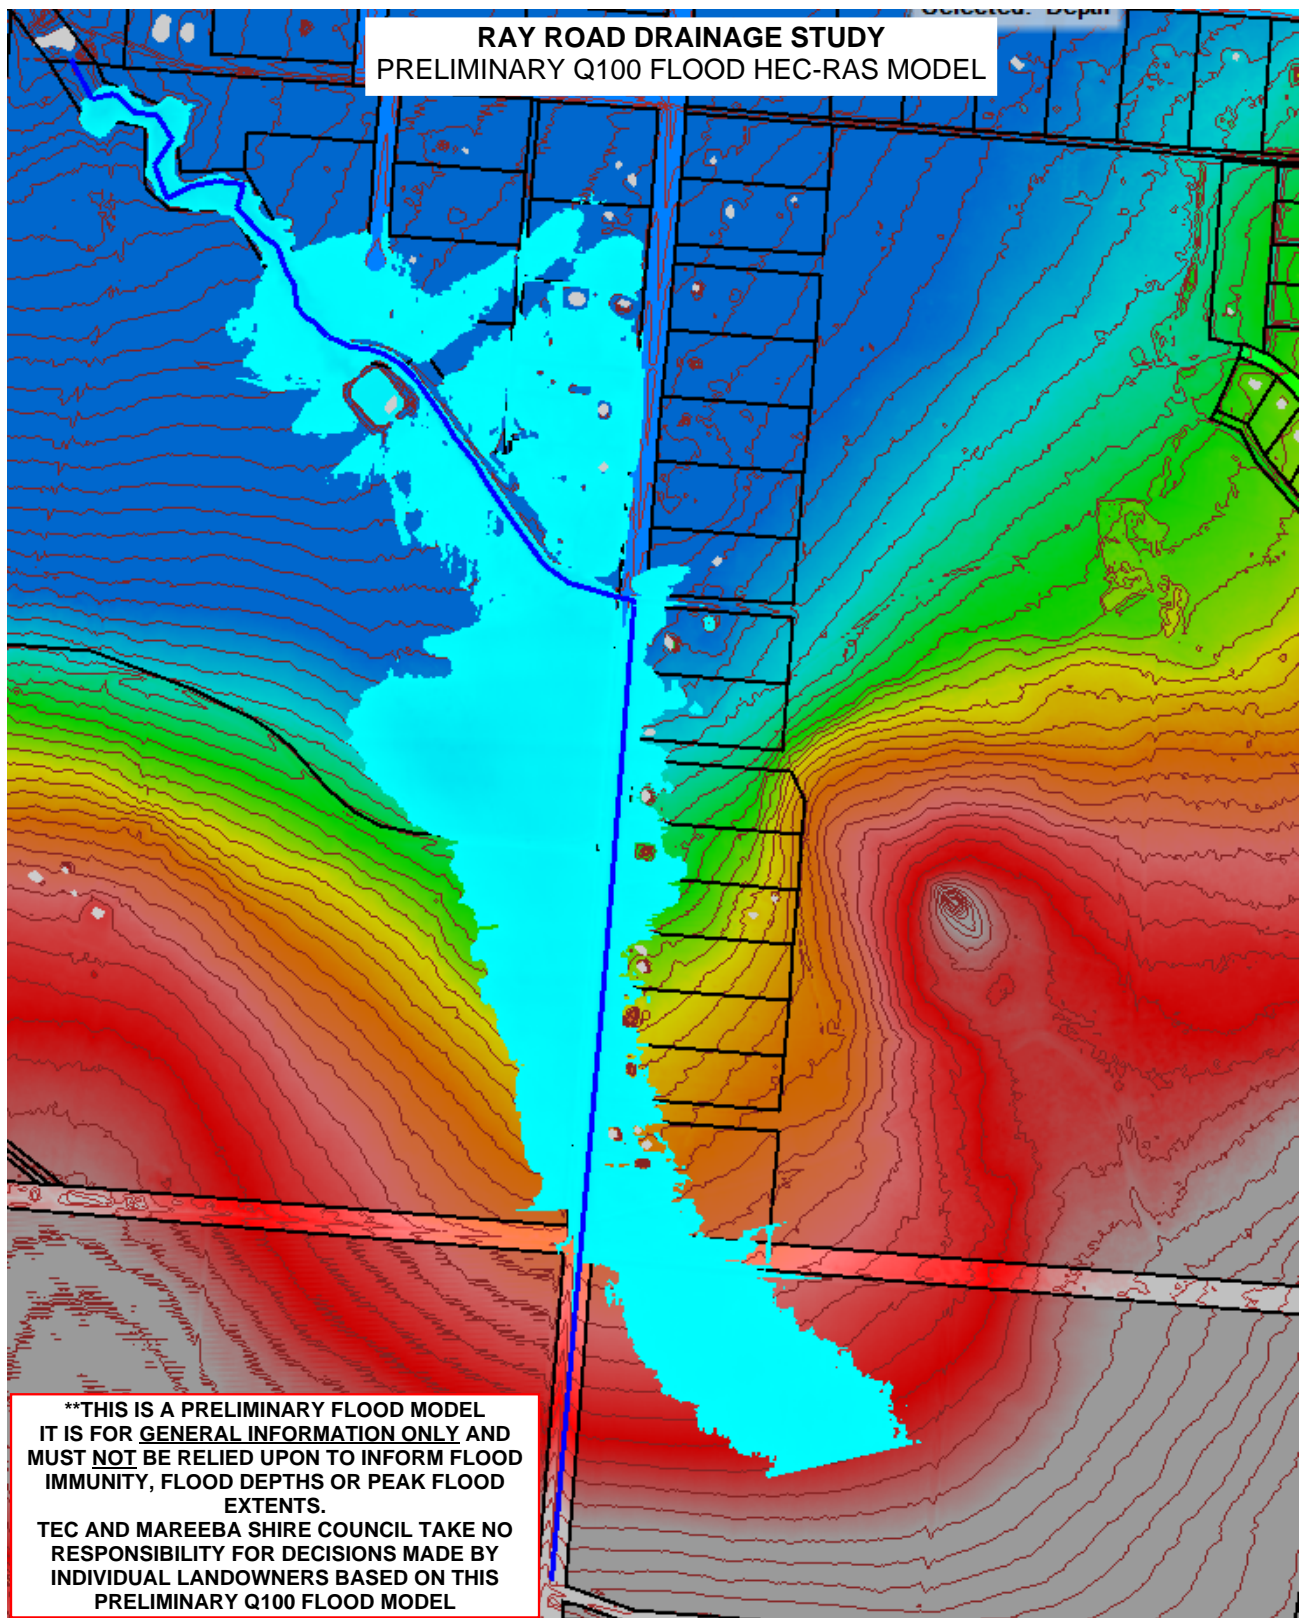 Selected: 'Depth'
RAY ROAD DRAINAGE STUDY
PRELIMINARY Q100 FLOOD HEC-RAS MODEL
**THIS IS A PRELIMINARY FLOOD MODEL
IT IS FOR GENERAL INFORMATION ONLY AND
MUST NOT BE RELIED UPON TO INFORM FLOOD
IMMUNITY, FLOOD DEPTHS OR PEAK FLOOD
EXTENTS.
TEC AND MAREEBA SHIRE COUNCIL TAKE NO
RESPONSIBILITY FOR DECISIONS MADE BY
INDIVIDUAL LANDOWNERS BASED ON THIS
PRELIMINARY Q100 FLOOD MODEL